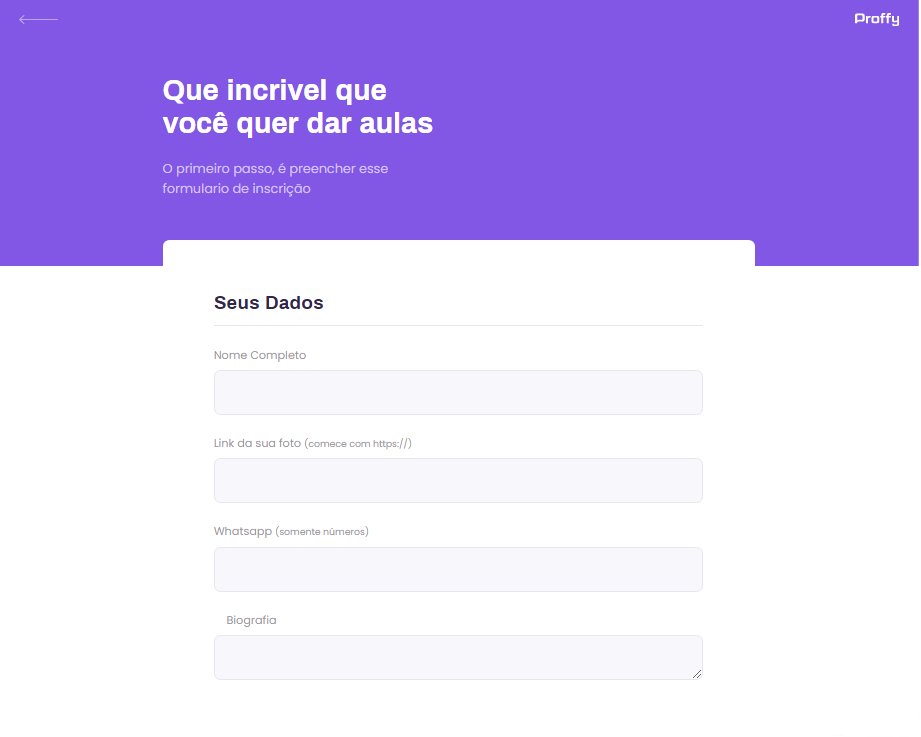 Proffy
Que incrivel que
você quer dar aulas
O primeiro passo, é preencher esse
formulario de inscrição
Seus Dados
Nome Completo
Link da sua foto (comece com https://)
Whatsapp (somente números)
Biografia